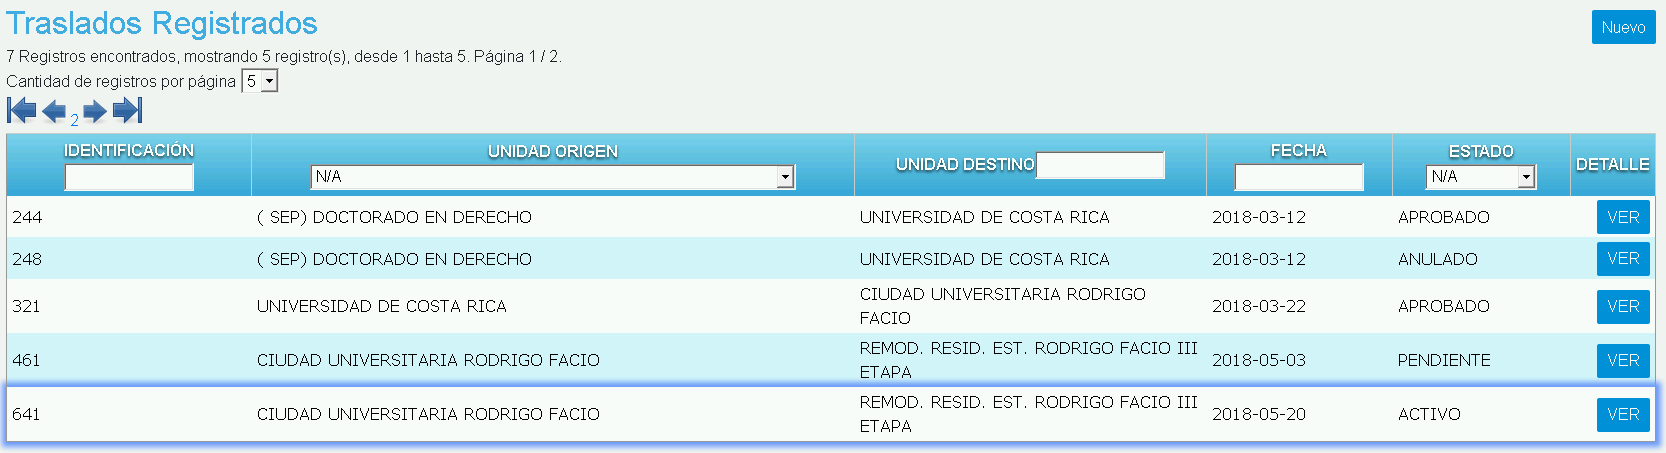 Traslados Registrados
Nuevo
7 Registros encontrados, mostrando 5 registro(s), desde 1 hasta 5. Página 1 / 2.
Cantidad de registros por página 5
2
IDENTIFICACIÓN UNIDAD ORIGEN UNIDAD DESTINO FECHA ESTADO DETALLE
N/A N/A
244 ( SEP) DOCTORADO EN DERECHO UNIVERSIDAD DE COSTA RICA 2018-03-12 APROBADO VER
248 ( SEP) DOCTORADO EN DERECHO UNIVERSIDAD DE COSTA RICA 2018-03-12 ANULADO VER
321 UNIVERSIDAD DE COSTA RICA CIUDAD UNIVERSITARIA RODRIGO
FACIO 2018-03-22 APROBADO VER
461 CIUDAD UNIVERSITARIA RODRIGO FACIO REMOD. RESID. EST. RODRIGO FACIO III
ETAPA 2018-05-03 PENDIENTE VER
641 CIUDAD UNIVERSITARIA RODRIGO FACIO REMOD. RESID. EST. RODRIGO FACIO III
ETAPA 2018-05-20 ACTIVO VER